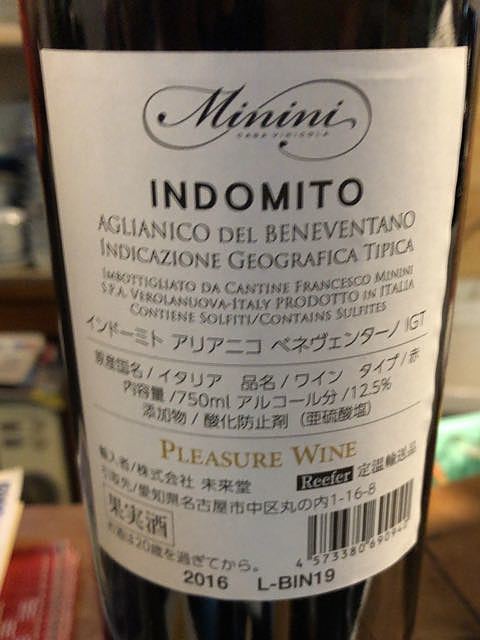 Minini
CASA VINICOLA
INDOMITO
AGLIANICO DEL BENEVENTANO
INDICAZIONE GEOGRAFICA TIPICA
IMBOTTIGLIATO DA CANTINE FRANCESCO MININI
S.P.A. VEROLANUOVA-ITALY PRODOTTO IN ITALIA
CONTIENE SOLFITI/CONTAINS SULFITES
インドーミト アリアニコ ベネヴェンターノ IGT
原産国名/イタリア 品名/ワイン タイプ/赤
内容量/750ml アルコール分/12.5%
添加物/酸化防止剤(亜硫酸塩)
PLEASURE WINE
輸入者/株式会社 未来堂 Reefer 定温輸送品
引取先/愛知県名古屋市中区丸の内1-16-8
果実酒
お酒は20歳を過ぎてから。
4 573380 690940
2016 L-BIN19